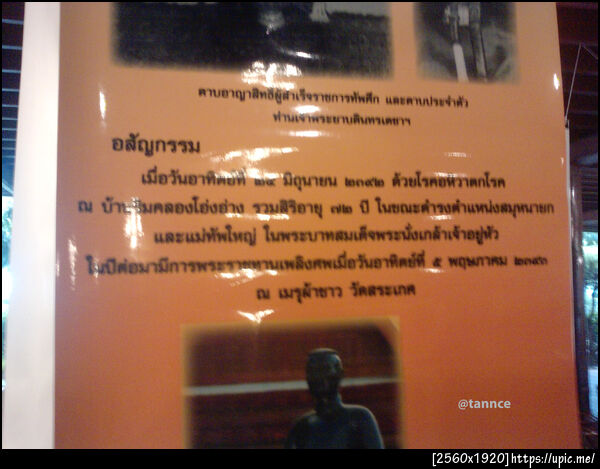 ดาบอาญาสิทธิ์ผู้สำเร็จราชการทัพศึก และดาบประจำตัว
ท่านเจ้าพระยาบดินทรเดชาฯ
อสัญกรรม
เมื่อวันอาทิตย์ที่ ๒๔ มิถุนายน ๒๓๙๒ ด้วยโรคอหิวาตกโรค
ณ บ้านริมคลองโอ่งอ่าง รวมสิริอายุ ๗๒ ปี ในขณะดำรงตำแหน่งสมุหนายก
และแม่ทัพใหญ่ ในพระบาทสมเด็จพระนั่งเกล้าเจ้าอยู่หัว
ในปีต่อมามีการพระราชทานเพลิงศพเมื่อวันอาทิตย์ที่ ๕ พฤษภาคม ๒๓๙๓
ณ เมรุผ้าขาว วัดสระเกศ
@tannce
[2560x1920]https://upic.me/